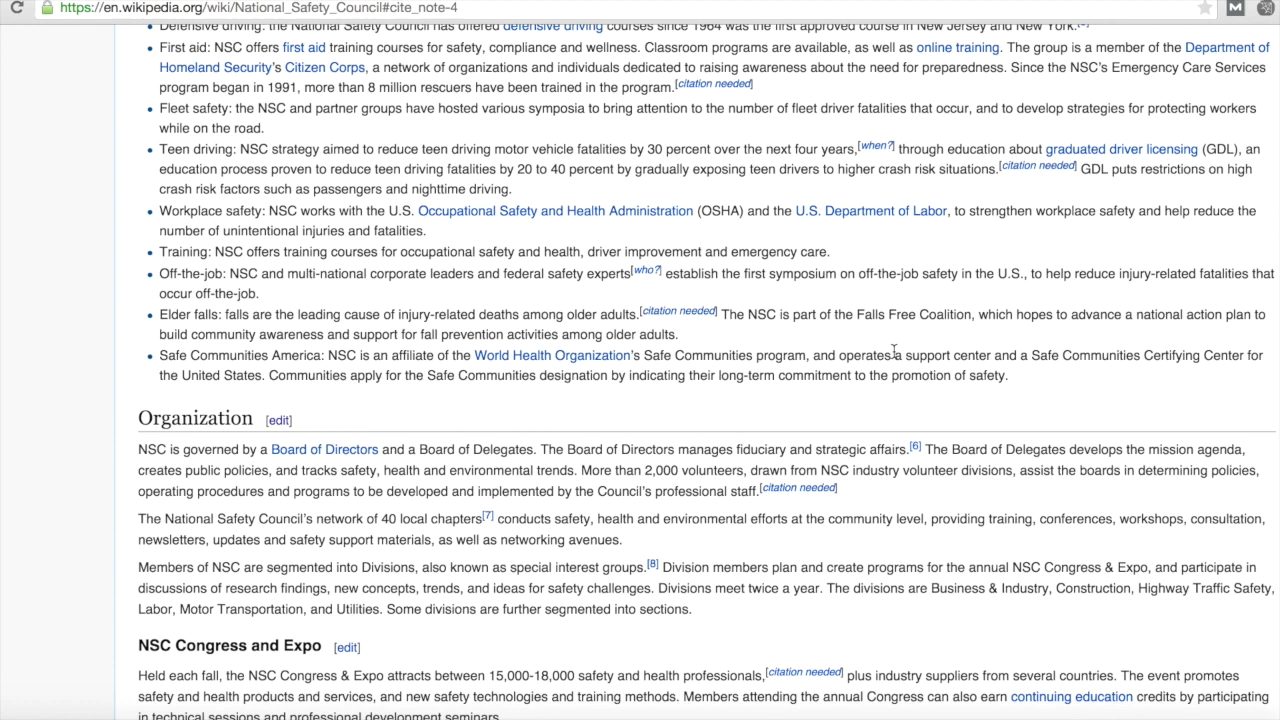 https://en.wikipedia.org/wiki/National_Safety_Council#cite_note-4
Defensive driving: the National Safety Council has offered defensive driving courses since 1964 was the first approved course in New Jersey and New York.
First aid: NSC offers first aid training courses for safety, compliance and wellness. Classroom programs are available, as well as online training. The group is a member of the Department of
Homeland Security's Citizen Corps, a network of organizations and individuals dedicated to raising awareness about the need for preparedness. Since the NSC's Emergency Care Services
program began in 1991, more than 8 million rescuers have been trained in the program.[citation needed]
Fleet safety: the NSC and partner groups have hosted various symposia to bring attention to the number of fleet driver fatalities that occur, and to develop strategies for protecting workers
while on the road.
Teen driving: NSC strategy aimed to reduce teen driving motor vehicle fatalities by 30 percent over the next four years,[when?] through education about graduated driver licensing (GDL), an
education process proven to reduce teen driving fatalities by 20 to 40 percent by gradually exposing teen drivers to higher crash risk situations.[citation needed] GDL puts restrictions on high
crash risk factors such as passengers and nighttime driving.
Workplace safety: NSC works with the U.S. Occupational Safety and Health Administration (OSHA) and the U.S. Department of Labor, to strengthen workplace safety and help reduce the
number of unintentional injuries and fatalities.
Training: NSC offers training courses for occupational safety and health, driver improvement and emergency care.
Off-the-job: NSC and multi-national corporate leaders and federal safety experts[who?] establish the first symposium on off-the-job safety in the U.S., to help reduce injury-related fatalities that
occur off-the-job.
Elder falls: falls are the leading cause of injury-related deaths among older adults.[citation needed] The NSC is part of the Falls Free Coalition, which hopes to advance a national action plan to
build community awareness and support for fall prevention activities among older adults.
Safe Communities America: NSC is an affiliate of the World Health Organization's Safe Communities program, and operates a support center and a Safe Communities Certifying Center for
the United States. Communities apply for the Safe Communities designation by indicating their long-term commitment to the promotion of safety.
Organization [edit]
NSC is governed by a Board of Directors and a Board of Delegates. The Board of Directors manages fiduciary and strategic affairs.[6] The Board of Delegates develops the mission agenda,
creates public policies, and tracks safety, health and environmental trends. More than 2,000 volunteers, drawn from NSC industry volunteer divisions, assist the boards in determining policies,
operating procedures and programs to be developed and implemented by the Council's professional staff.[citation needed]
The National Safety Council's network of 40 local chapters[7] conducts safety, health and environmental efforts at the community level, providing training, conferences, workshops, consultation,
newsletters, updates and safety support materials, as well as networking avenues.
Members of NSC are segmented into Divisions, also known as special interest groups.[8] Division members plan and create programs for the annual NSC Congress & Expo, and participate in
discussions of research findings, new concepts, trends, and ideas for safety challenges. Divisions meet twice a year. The divisions are Business & Industry, Construction, Highway Traffic Safety,
Labor, Motor Transportation, and Utilities. Some divisions are further segmented into sections.
NSC Congress and Expo [edit]
Held each fall, the NSC Congress & Expo attracts between 15,000-18,000 safety and health professionals,[citation needed] plus industry suppliers from several countries. The event promotes
safety and health products and services, and new safety technologies and training methods. Members attending the annual Congress can also earn continuing education credits by participating
in technical sessions and professional development seminars.